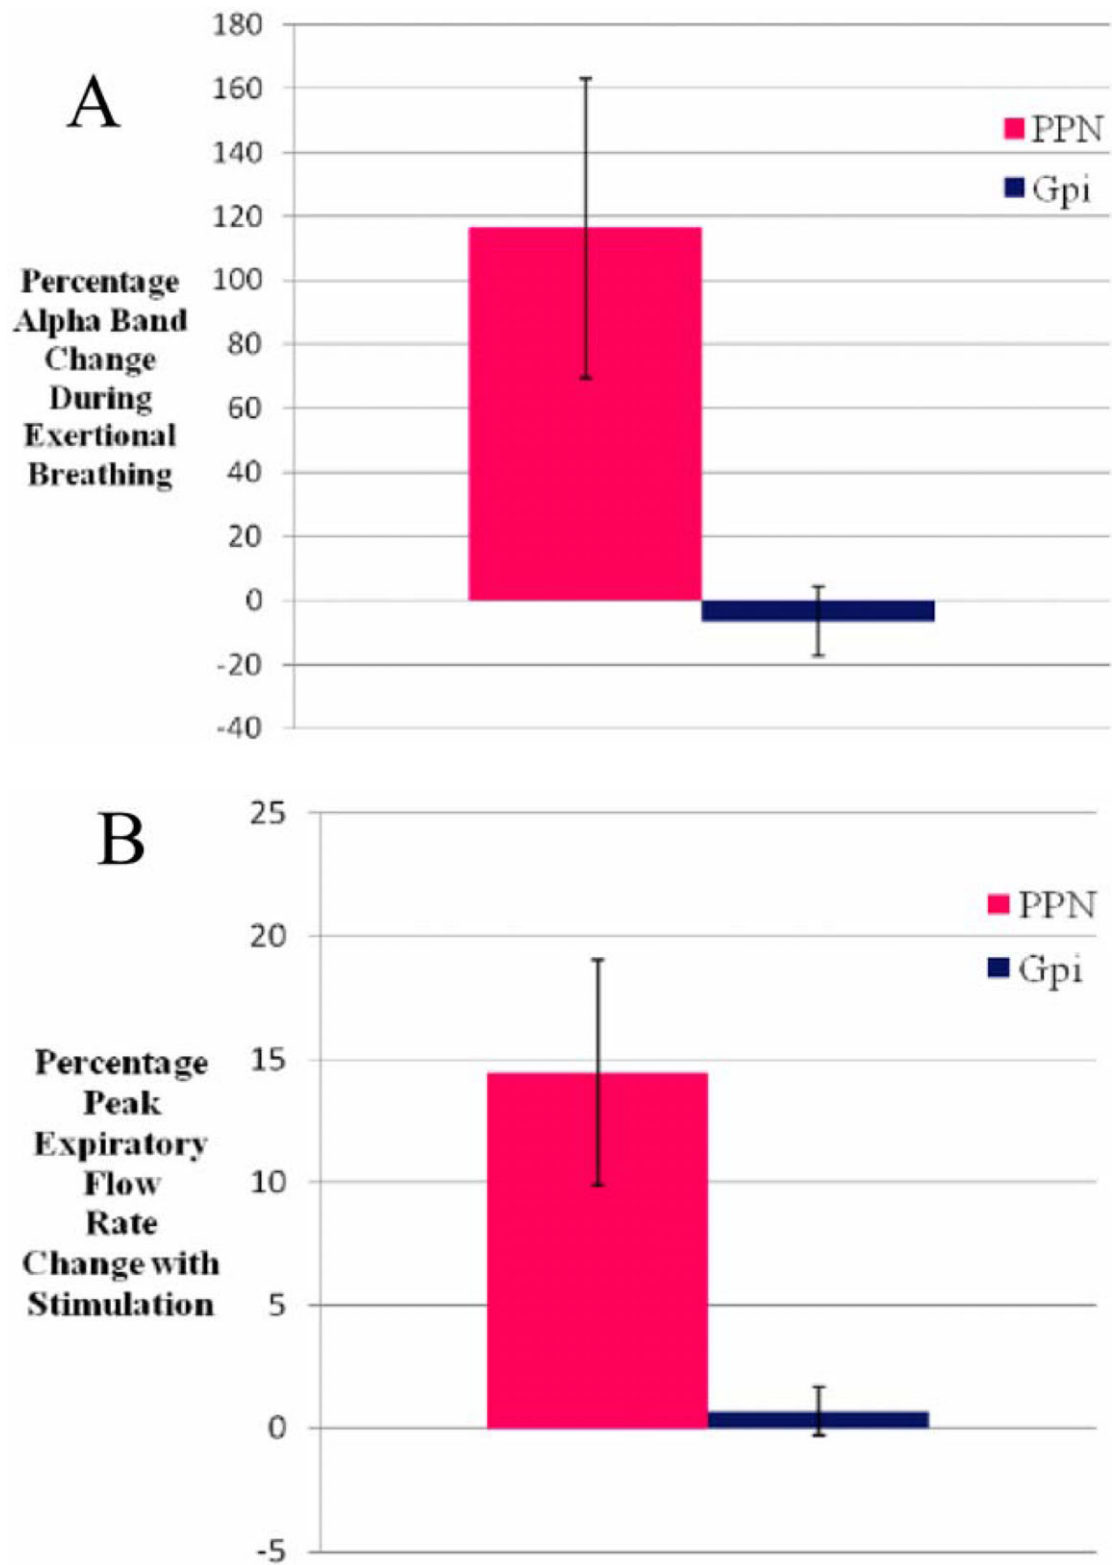 A
180
160
140
120
100
80
60
40
20
0
-20
-40
Percentage
Alpha Band
Change
During
Exertional
Breathing
PPN
Gpi
B
25
20
15
10
5
0
-5
Percentage
Peak
Expiratory
Flow
Rate
Change with
Stimulation
PPN
Gpi